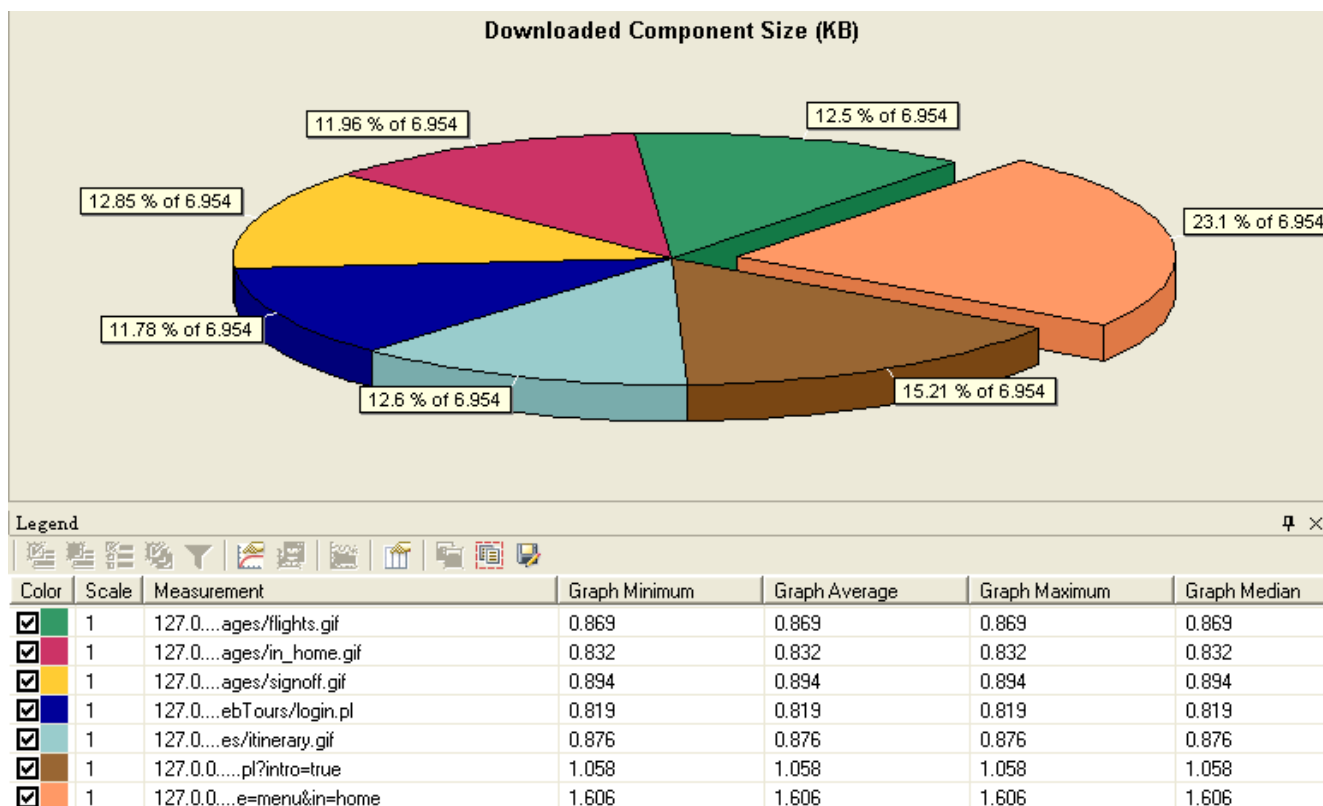 Downloaded Component Size (KB)
12.5 % of 6.954
11.96 % of 6.954
12.85 % of 6.954
23.1 % of 6.954
11.78 % of 6.954
12.6 % of 6.954
15.21 % of 6.954
Legend
Color Scale Measurement Graph Minimum Graph Average Graph Maximum Graph Median
1 127.0....ages/flights.gif 0.869 0.869 0.869 0.869
1 127.0....ages/in_home.gif 0.832 0.832 0.832 0.832
1 127.0....ages/signoff.gif 0.894 0.894 0.894 0.894
1 127.0....ebTours/login.pl 0.819 0.819 0.819 0.819
1 127.0....es/itinerary.gif 0.876 0.876 0.876 0.876
1 127.0.0.....pl?intro=true 1.058 1.058 1.058 1.058
1 127.0.0....e=menu&in=home 1.606 1.606 1.606 1.606